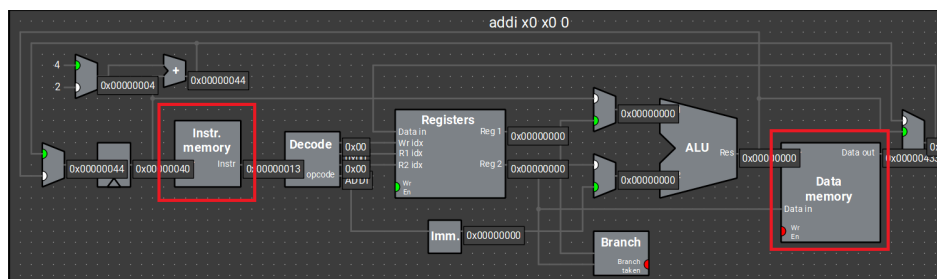 addi x0 x0 0
4
2
0x00000004
+
0x00000044
0x00000044
0x00000040
Instr.
memory
Instr
0x00000013
Decode
opcode
0x00
0x00
ADDI
Registers
Data in
Wr idx
R1 idx
R2 idx
Wr
En
Reg 1
Reg 2
0x00000000
0x00000000
Imm.
0x00000000
0x00000000
0x00000000
ALU
Res
0x00000000
Branch
Branch
taken
Data out
Data
memory
Data in
Wr
En